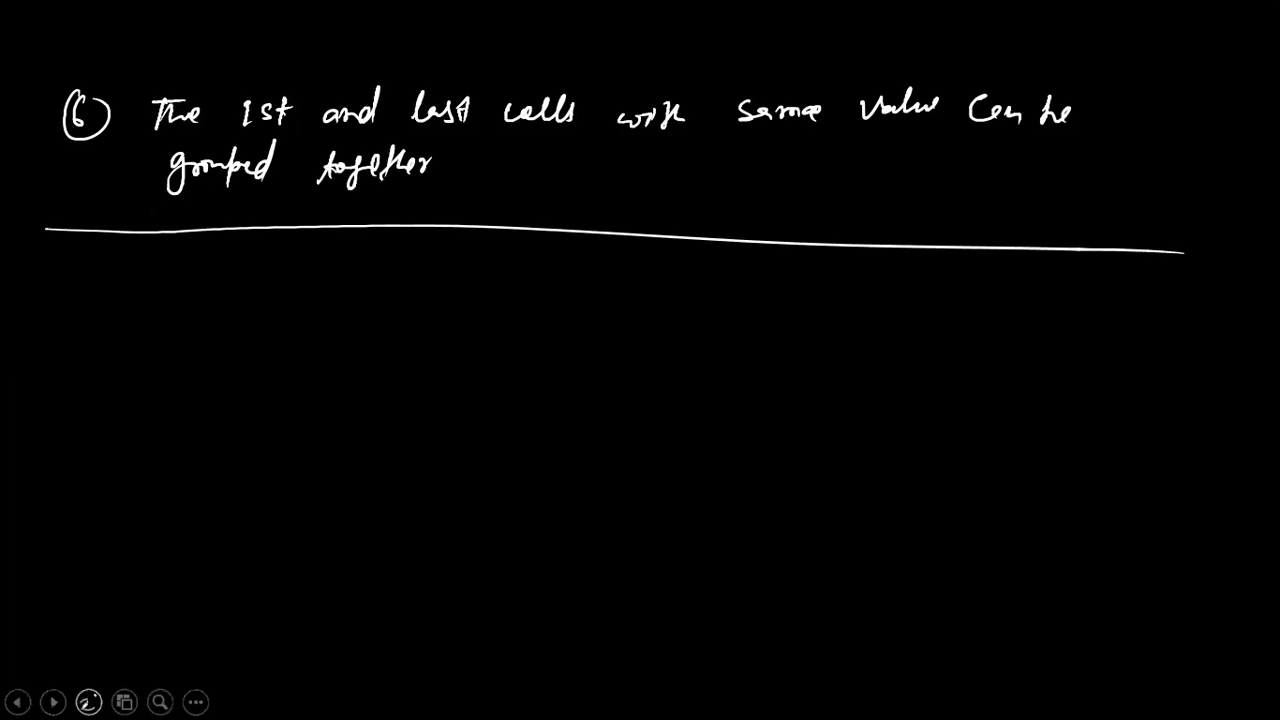 ⑥ The 1st and last cells with same value can be
grouped together